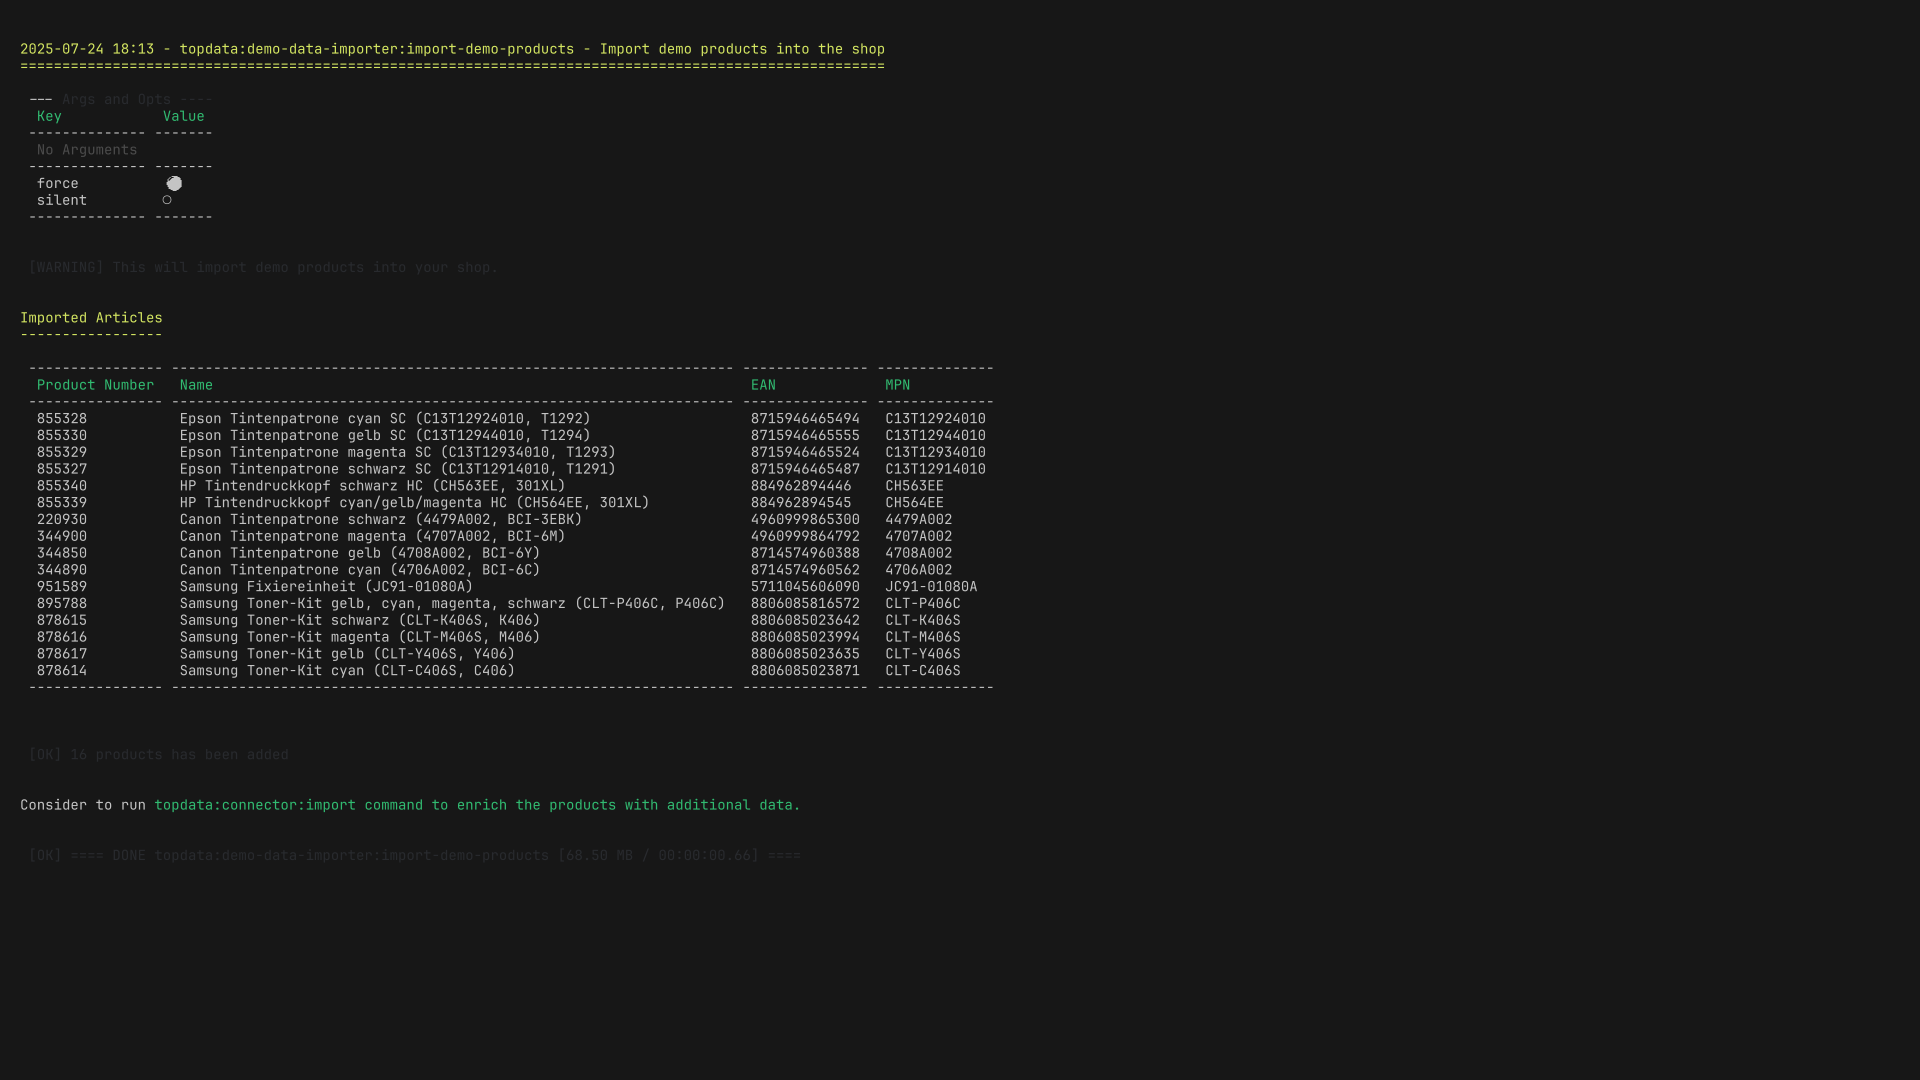 2025-07-24 18:13 - topdata:demo-data-importer:import-demo-products - Import demo products into the shop
=======================================================================================================
--- Args and Opts ----
Key Value
-------------- -------
No Arguments
-------------- -------
force ⚪
silent ○
-------------- -------
[WARNING] This will import demo products into your shop.
Imported Articles
-----------------
---------------- ------------------------------------------------------------------- --------------- --------------
Product Number Name EAN MPN
---------------- ------------------------------------------------------------------- --------------- --------------
855328 Epson Tintenpatrone cyan SC (C13T12924010, T1292) 8715946465494 C13T12924010
855330 Epson Tintenpatrone gelb SC (C13T12944010, T1294) 8715946465555 C13T12944010
855329 Epson Tintenpatrone magenta SC (C13T12934010, T1293) 8715946465524 C13T12934010
855327 Epson Tintenpatrone schwarz SC (C13T12914010, T1291) 8715946465487 C13T12914010
855340 HP Tintendruckkopf schwarz HC (CH563EE, 301XL) 884962894446 CH563EE
855339 HP Tintendruckkopf cyan/gelb/magenta HC (CH564EE, 301XL) 884962894545 CH564EE
220930 Canon Tintenpatrone schwarz (4479A002, BCI-3EBK) 4960999865300 4479A002
344900 Canon Tintenpatrone magenta (4707A002, BCI-6M) 4960999864792 4707A002
344850 Canon Tintenpatrone gelb (4708A002, BCI-6Y) 8714574960388 4708A002
344890 Canon Tintenpatrone cyan (4706A002, BCI-6C) 8714574960562 4706A002
951589 Samsung Fixiereinheit (JC91-01080A) 5711045606090 JC91-01080A
895788 Samsung Toner-Kit gelb, cyan, magenta, schwarz (CLT-P406C, P406C) 8806085816572 CLT-P406C
878615 Samsung Toner-Kit schwarz (CLT-K406S, K406) 8806085023642 CLT-K406S
878616 Samsung Toner-Kit magenta (CLT-M406S, M406) 8806085023994 CLT-M406S
878617 Samsung Toner-Kit gelb (CLT-Y406S, Y406) 8806085023635 CLT-Y406S
878614 Samsung Toner-Kit cyan (CLT-C406S, C406) 8806085023871 CLT-C406S
---------------- ------------------------------------------------------------------- --------------- --------------
[OK] 16 products has been added
Consider to run topdata:connector:import command to enrich the products with additional data.
[OK] ==== DONE topdata:demo-data-importer:import-demo-products [68.50 MB / 00:00:00.66] ====